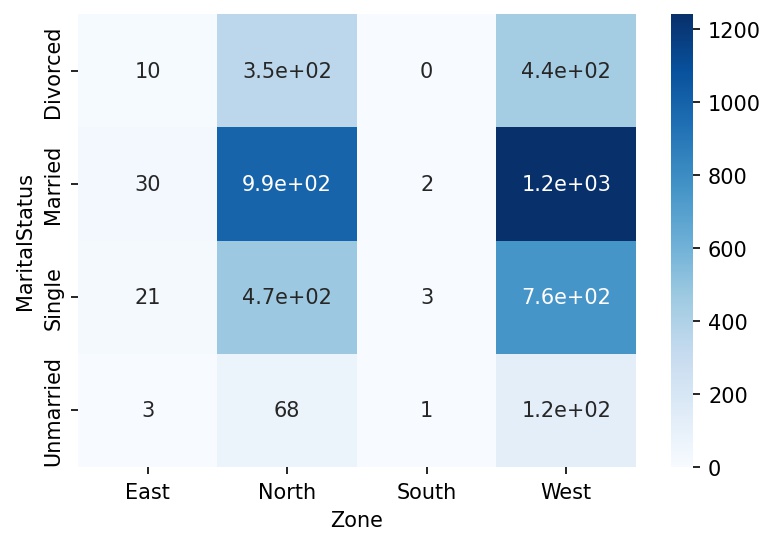 MaritalStatus
Divorced
Married
Single
Unmarried
10 3.5e+02 0 4.4e+02
30 9.9e+02 2 1.2e+03
21 4.7e+02 3 7.6e+02
3 68 1 1.2e+02
East North South West
Zone
1200
1000
800
600
400
200
0